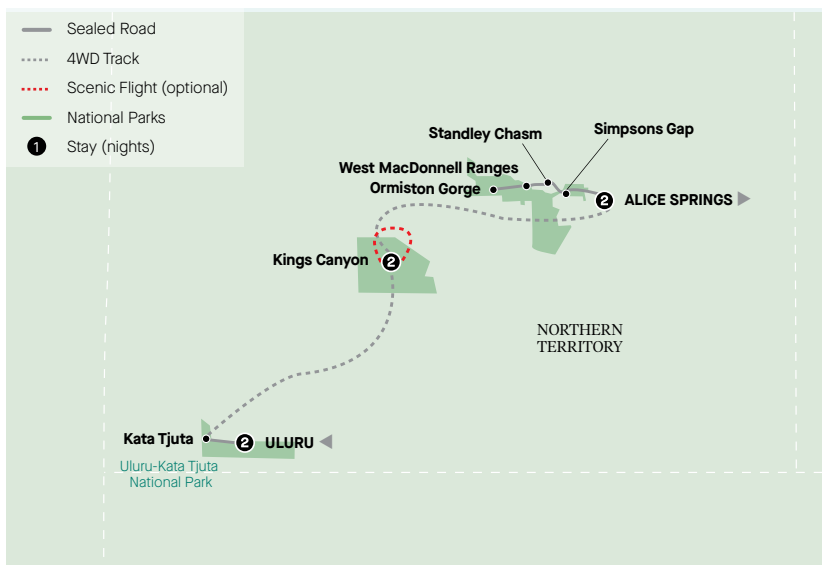 Sealed Road
4WD Track
Scenic Flight (optional)
National Parks
1 Stay (nights)
Standley Chasm
Simpsons Gap
West MacDonnell Ranges
Ormiston Gorge
2 ALICE SPRINGS
Kings Canyon 2
NORTHERN
TERRITORY
Kata Tjuta 2 ULURU
Uluru-Kata Tjuta
National Park